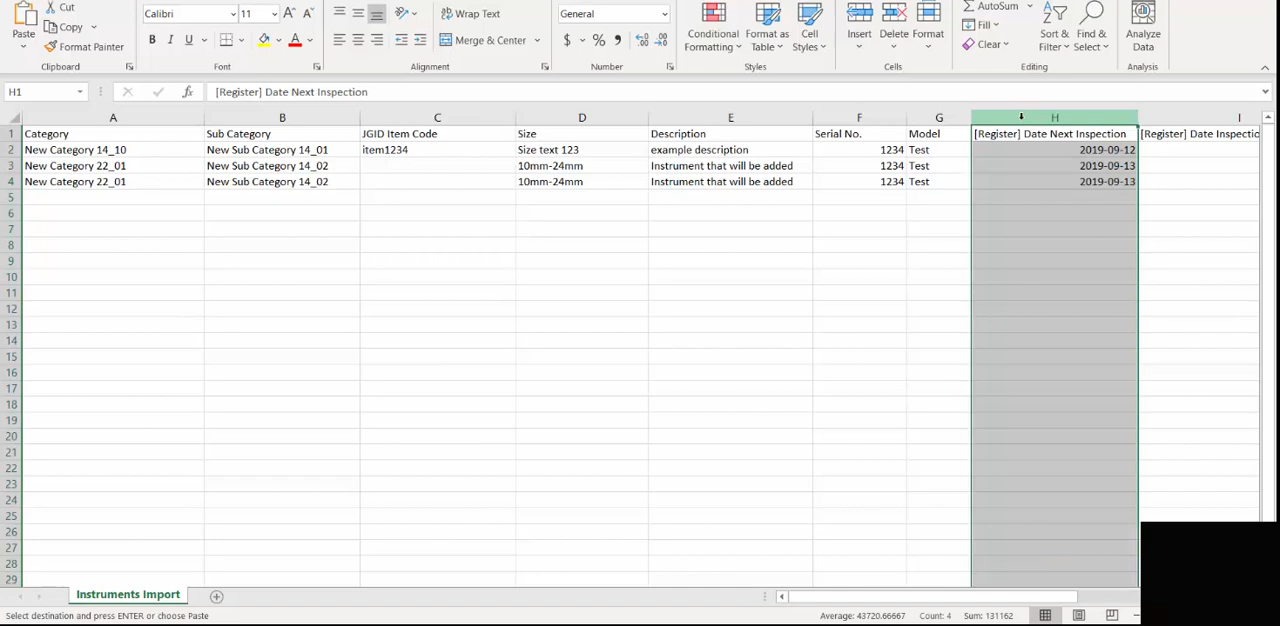 Cut
Copy
Paste
Format Painter
Clipboard
Calibri
11
A A
B I U A
Font
Wrap Text
Merge & Center
Alignment
General
$ % 9
Number
Conditional Formatting
Format as Table
Cell Styles
Styles
Insert
Delete
Format
Cells
AutoSum
Fill
Clear
Sort & Filter
Find & Select
Editing
Analyze Data
Analysis
H1
fx
[Register] Date Next Inspection
A B C D E F G H I
1 Category Sub Category JGID Item Code Size Description Serial No. Model [Register] Date Next Inspection [Register] Date Inspectio
2 New Category 14_10 New Sub Category 14_01 item1234 Size text 123 example description 1234 Test 2019-09-12
3 New Category 22_01 New Sub Category 14_02 10mm-24mm Instrument that will be added 1234 Test 2019-09-13
4 New Category 22_01 New Sub Category 14_02 10mm-24mm Instrument that will be added 1234 Test 2019-09-13
5
6
7
8
9
10
11
12
13
14
15
16
17
18
19
20
21
22
23
24
25
26
27
28
29
Instruments Import
Select destination and press ENTER or choose Paste
Average: 43720.66667 Count: 4 Sum: 131162